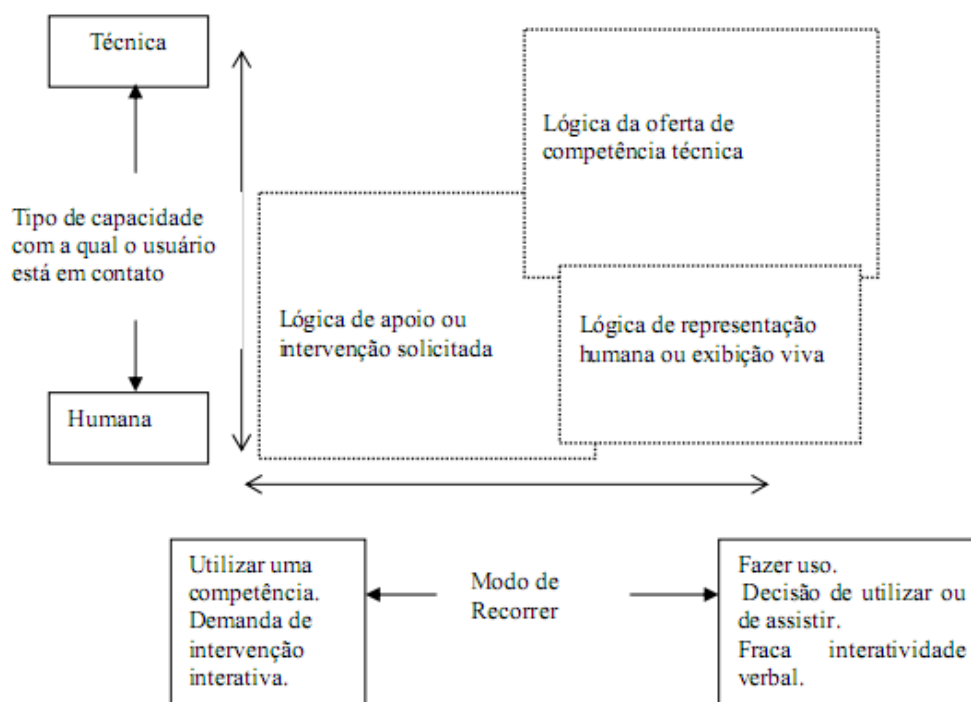 Técnica
Lógica da oferta de
competência técnica
Tipo de capacidade
com a qual o usuário
está em contato
Lógica de apoio ou
intervenção solicitada
Lógica de representação
humana ou exibição viva
Humana
Utilizar uma
competência.
Demanda de
intervenção
interativa.
Modo de
Recorrer
Fazer uso.
Decisão de utilizar ou
de assistir.
Fraca interatividade
verbal.